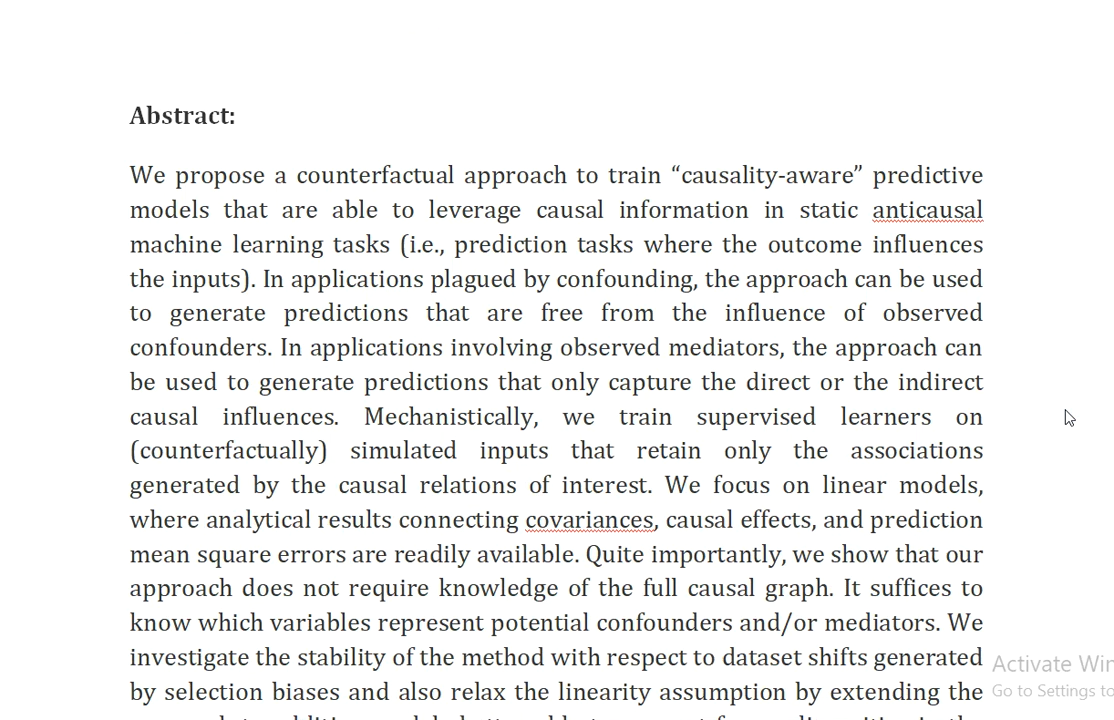 Abstract:
We propose a counterfactual approach to train “causality-aware” predictive
models that are able to leverage causal information in static anticausal
machine learning tasks (i.e., prediction tasks where the outcome influences
the inputs). In applications plagued by confounding, the approach can be used
to generate predictions that are free from the influence of observed
confounders. In applications involving observed mediators, the approach can
be used to generate predictions that only capture the direct or the indirect
causal influences. Mechanistically, we train supervised learners on
(counterfactually) simulated inputs that retain only the associations
generated by the causal relations of interest. We focus on linear models,
where analytical results connecting covariances, causal effects, and prediction
mean square errors are readily available. Quite importantly, we show that our
approach does not require knowledge of the full causal graph. It suffices to
know which variables represent potential confounders and/or mediators. We
investigate the stability of the method with respect to dataset shifts generated
by selection biases and also relax the linearity assumption by extending the
Activate Win
Go to Settings to